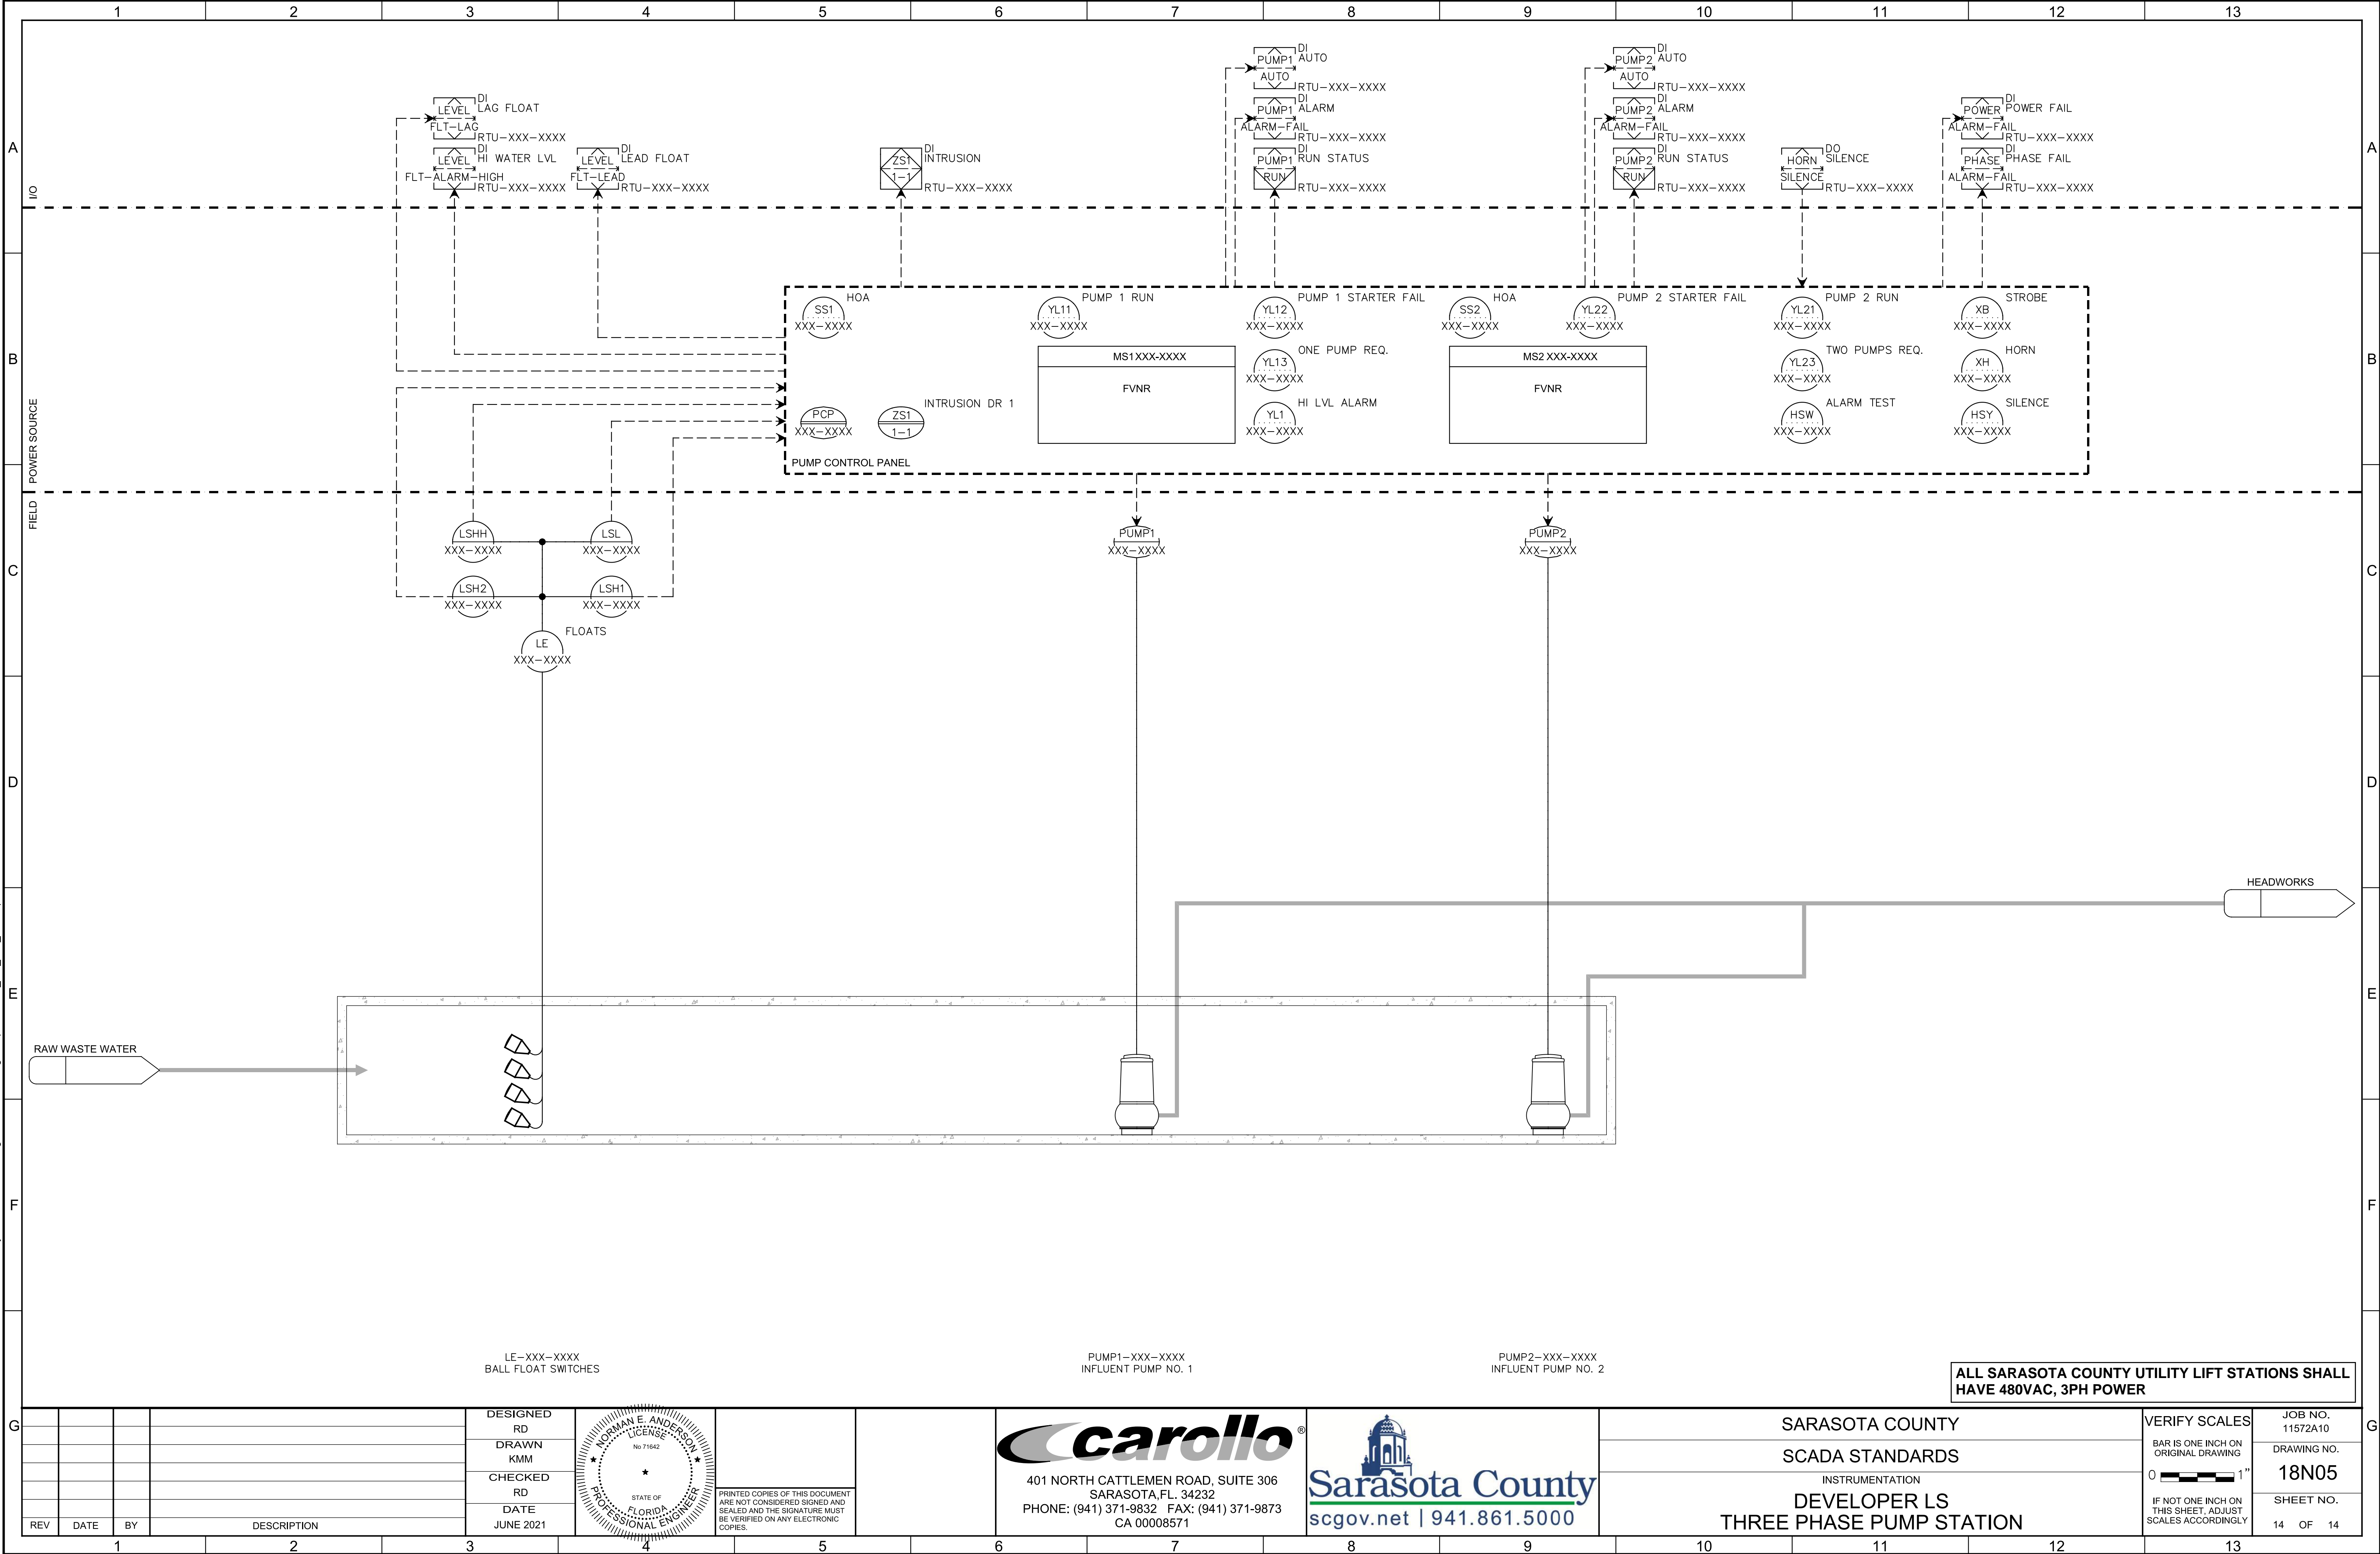 1 2 3 4 5 6 7 8 9 10 11 12 13
A
B
C
D
E
F
G
A
B
C
D
E
F
G
I/O
POWER SOURCE
FIELD
DI
LEVEL LAG FLOAT
FLT-LAG
RTU-XXX-XXXX
DI
LEVEL HI WATER LVL
FLT-ALARM-HIGH
RTU-XXX-XXXX
DI
LEVEL LEAD FLOAT
FLT-LEAD
RTU-XXX-XXXX
DI
ZS1 INTRUSION
1-1
RTU-XXX-XXXX
DI
PUMP1 AUTO
AUTO
RTU-XXX-XXXX
DI
PUMP1 ALARM
ALARM-FAIL
RTU-XXX-XXXX
DI
PUMP1 RUN STATUS
RUN
RTU-XXX-XXXX
DI
PUMP2 AUTO
AUTO
RTU-XXX-XXXX
DI
PUMP2 ALARM
ALARM-FAIL
RTU-XXX-XXXX
DI
PUMP2 RUN STATUS
RUN
RTU-XXX-XXXX
DO
HORN SILENCE
SILENCE
RTU-XXX-XXXX
DI
POWER POWER FAIL
ALARM-FAIL
RTU-XXX-XXXX
DI
PHASE PHASE FAIL
ALARM-FAIL
RTU-XXX-XXXX
HOA
SS1
XXX-XXXX
PUMP 1 RUN
YL11
XXX-XXXX
PUMP 1 STARTER FAIL
YL12
XXX-XXXX
HOA
SS2
XXX-XXXX
PUMP 2 STARTER FAIL
YL22
XXX-XXXX
PUMP 2 RUN
YL21
XXX-XXXX
STROBE
XB
XXX-XXXX
MS1XXX-XXXX
FVNR
ONE PUMP REQ.
YL13
XXX-XXXX
MS2 XXX-XXXX
FVNR
TWO PUMPS REQ.
YL23
XXX-XXXX
HORN
XH
XXX-XXXX
PCP
XXX-XXXX
INTRUSION DR 1
ZS1
1-1
HI LVL ALARM
YL1
XXX-XXXX
ALARM TEST
HSW
XXX-XXXX
SILENCE
HSY
XXX-XXXX
PUMP CONTROL PANEL
LSHH
XXX-XXXX
LSL
XXX-XXXX
LSH2
XXX-XXXX
LSH1
XXX-XXXX
FLOATS
LE
XXX-XXXX
PUMP1
XXX-XXXX
PUMP2
XXX-XXXX
HEADWORKS
RAW WASTE WATER
LE-XXX-XXXX
BALL FLOAT SWITCHES
PUMP1-XXX-XXXX
INFLUENT PUMP NO. 1
PUMP2-XXX-XXXX
INFLUENT PUMP NO. 2
ALL SARASOTA COUNTY UTILITY LIFT STATIONS SHALL
HAVE 480VAC, 3PH POWER
REV DATE BY DESCRIPTION
DESIGNED
RD
DRAWN
KMM
CHECKED
RD
DATE
JUNE 2021
NORMAN E. ANDERSON
LICENSE
No 71642
STATE OF
FLORIDA
PROFESSIONAL ENGINEER
PRINTED COPIES OF THIS DOCUMENT
ARE NOT CONSIDERED SIGNED AND
SEALED AND THE SIGNATURE MUST
BE VERIFIED ON ANY ELECTRONIC
COPIES.
carollo®
401 NORTH CATTLEMEN ROAD, SUITE 306
SARASOTA,FL. 34232
PHONE: (941) 371-9832 FAX: (941) 371-9873
CA 00008571
Sarasota County
scgov.net | 941.861.5000
SARASOTA COUNTY
SCADA STANDARDS
INSTRUMENTATION
DEVELOPER LS
THREE PHASE PUMP STATION
VERIFY SCALES
BAR IS ONE INCH ON
ORIGINAL DRAWING
0 1"
IF NOT ONE INCH ON
THIS SHEET, ADJUST
SCALES ACCORDINGLY
JOB NO.
11572A10
DRAWING NO.
18N05
SHEET NO.
14 OF 14
1 2 3 4 5 6 7 8 9 10 11 12 13